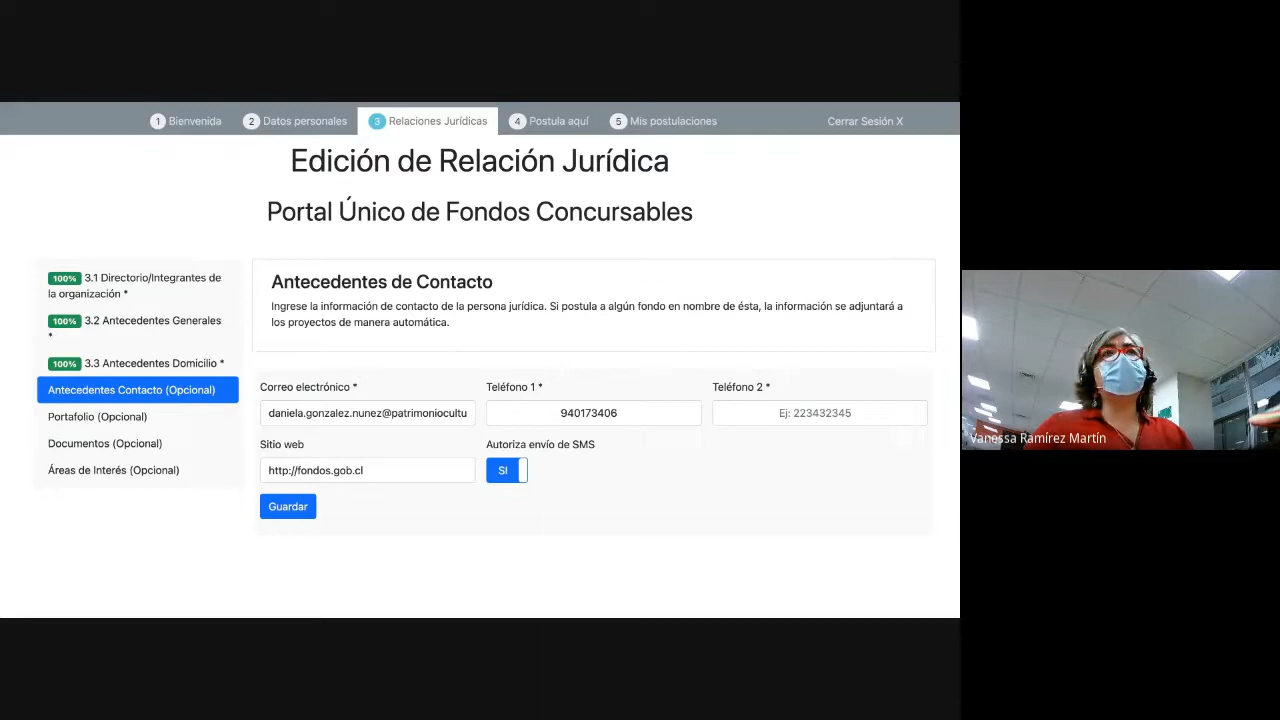 1 Bienvenida 2 Datos personales 3 Relaciones Jurídicas 4 Postula aquí 5 Mis postulaciones Cerrar Sesión X
Edición de Relación Jurídica
Portal Único de Fondos Concursables
100% 3.1 Directorio/Integrantes de
la organización *
100% 3.2 Antecedentes Generales
*
100% 3.3 Antecedentes Domicilio *
Antecedentes Contacto (Opcional)
Portafolio (Opcional)
Documentos (Opcional)
Áreas de Interés (Opcional)
Antecedentes de Contacto
Ingrese la información de contacto de la persona jurídica. Si postula a algún fondo en nombre de ésta, la información se adjuntará a
los proyectos de manera automática.
Correo electrónico * Teléfono 1 * Teléfono 2 *
daniela.gonzalez.nunez@patrimoniocultu 940173406 Ej: 223432345
Sitio web Autoriza envío de SMS
http://fondos.gob.cl SI
Guardar
Vanessa Ramírez Martín